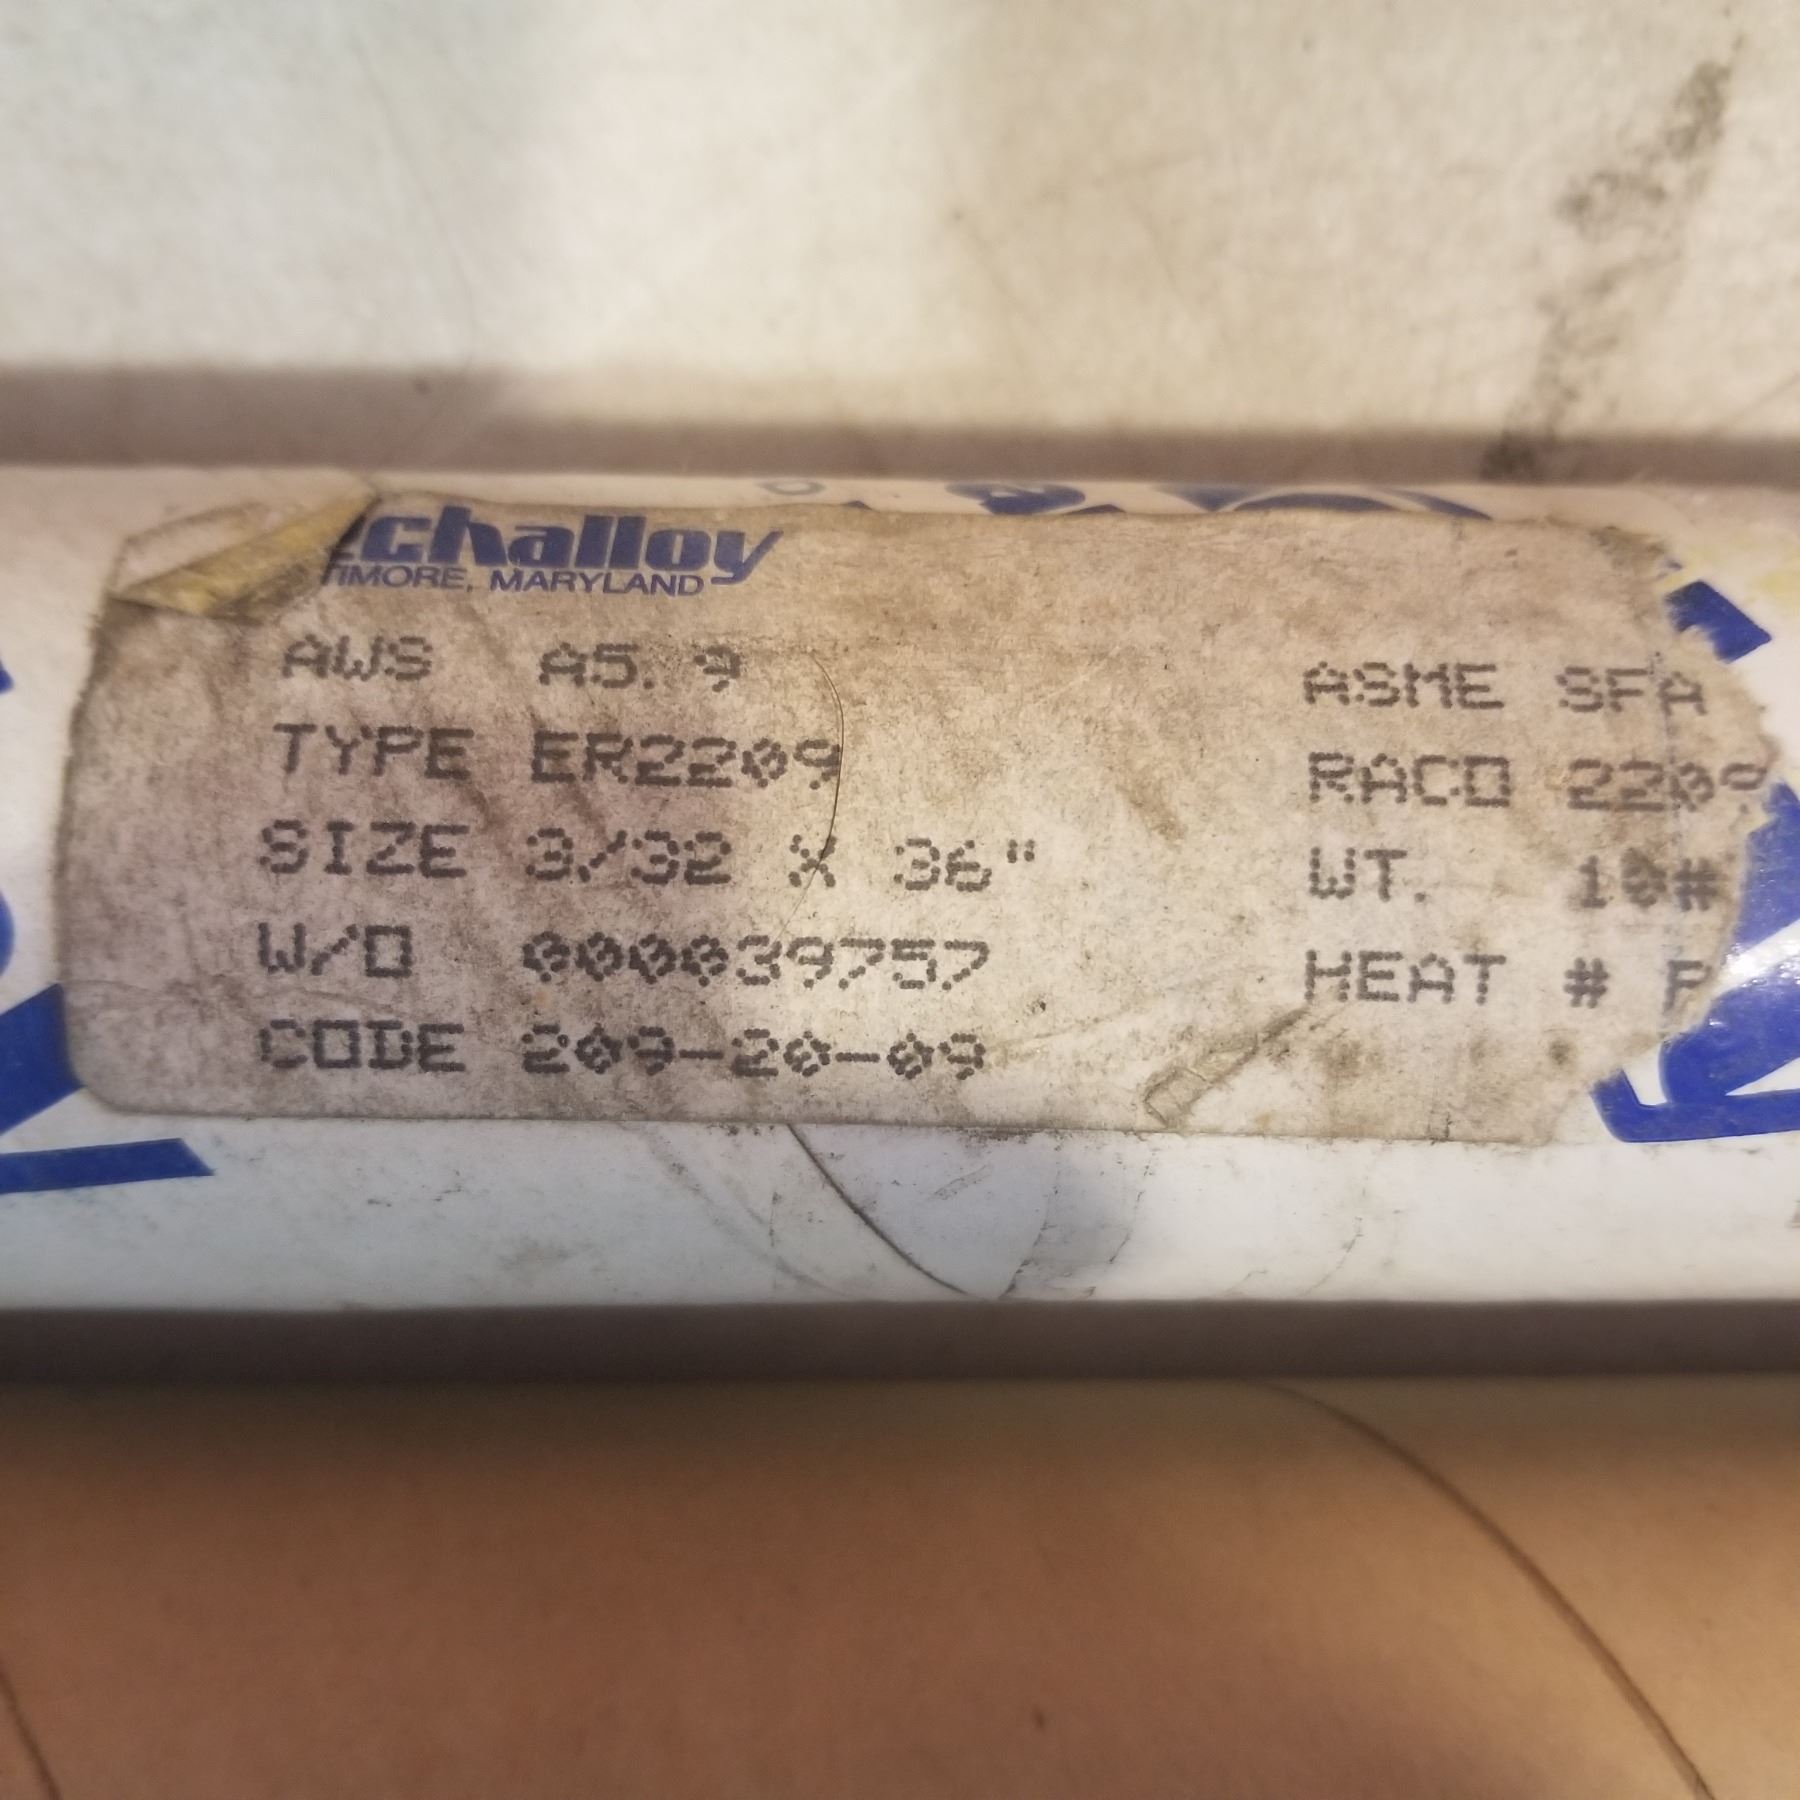 challoy
TIMORE, MARYLAND
AWS A5.9 ASME SFA
TYPE ER2209 RACO 2209
SIZE 3/32 X 36" WT. 10#
W/O 000039757 HEAT #
CODE 209-20-09